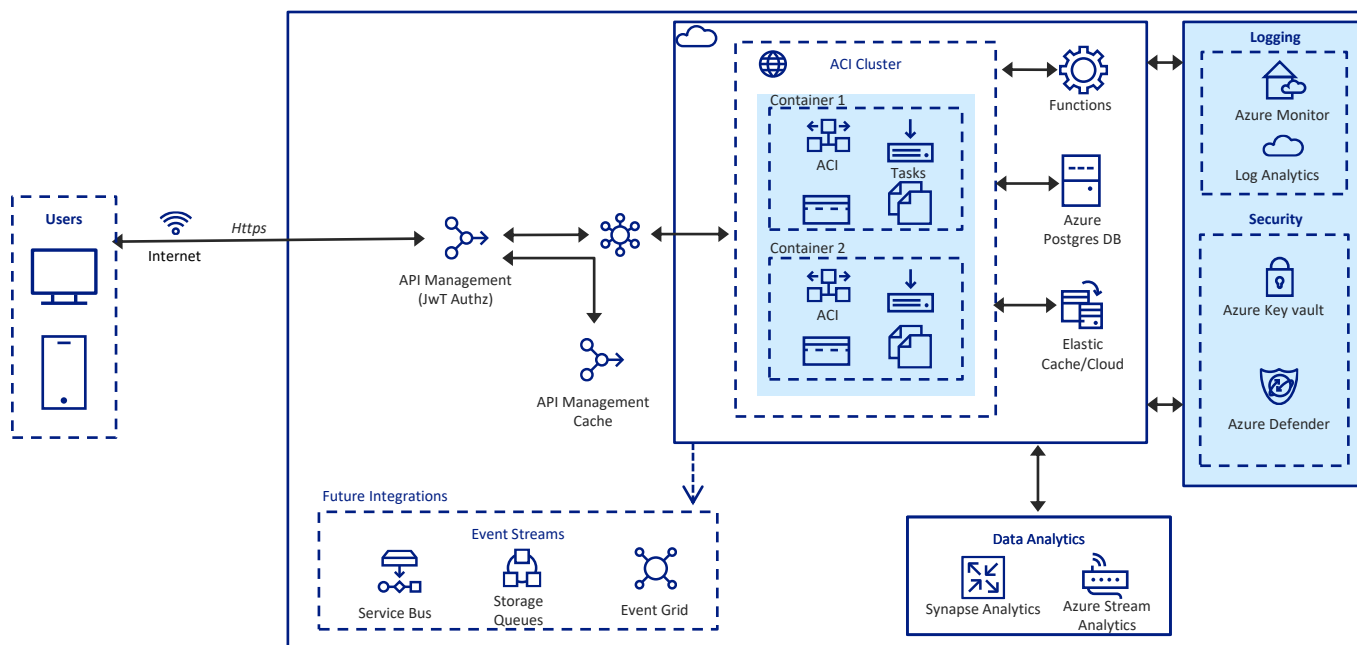 Users
Internet
Https
API Management
(JwT Authz)
API Management
Cache
ACI Cluster
Container 1
ACI
Tasks
Container 2
ACI
Functions
Azure
Postgres DB
Elastic
Cache/Cloud
Logging
Azure Monitor
Log Analytics
Security
Azure Key vault
Azure Defender
Future Integrations
Event Streams
Service Bus
Storage
Queues
Event Grid
Data Analytics
Synapse Analytics
Azure Stream
Analytics